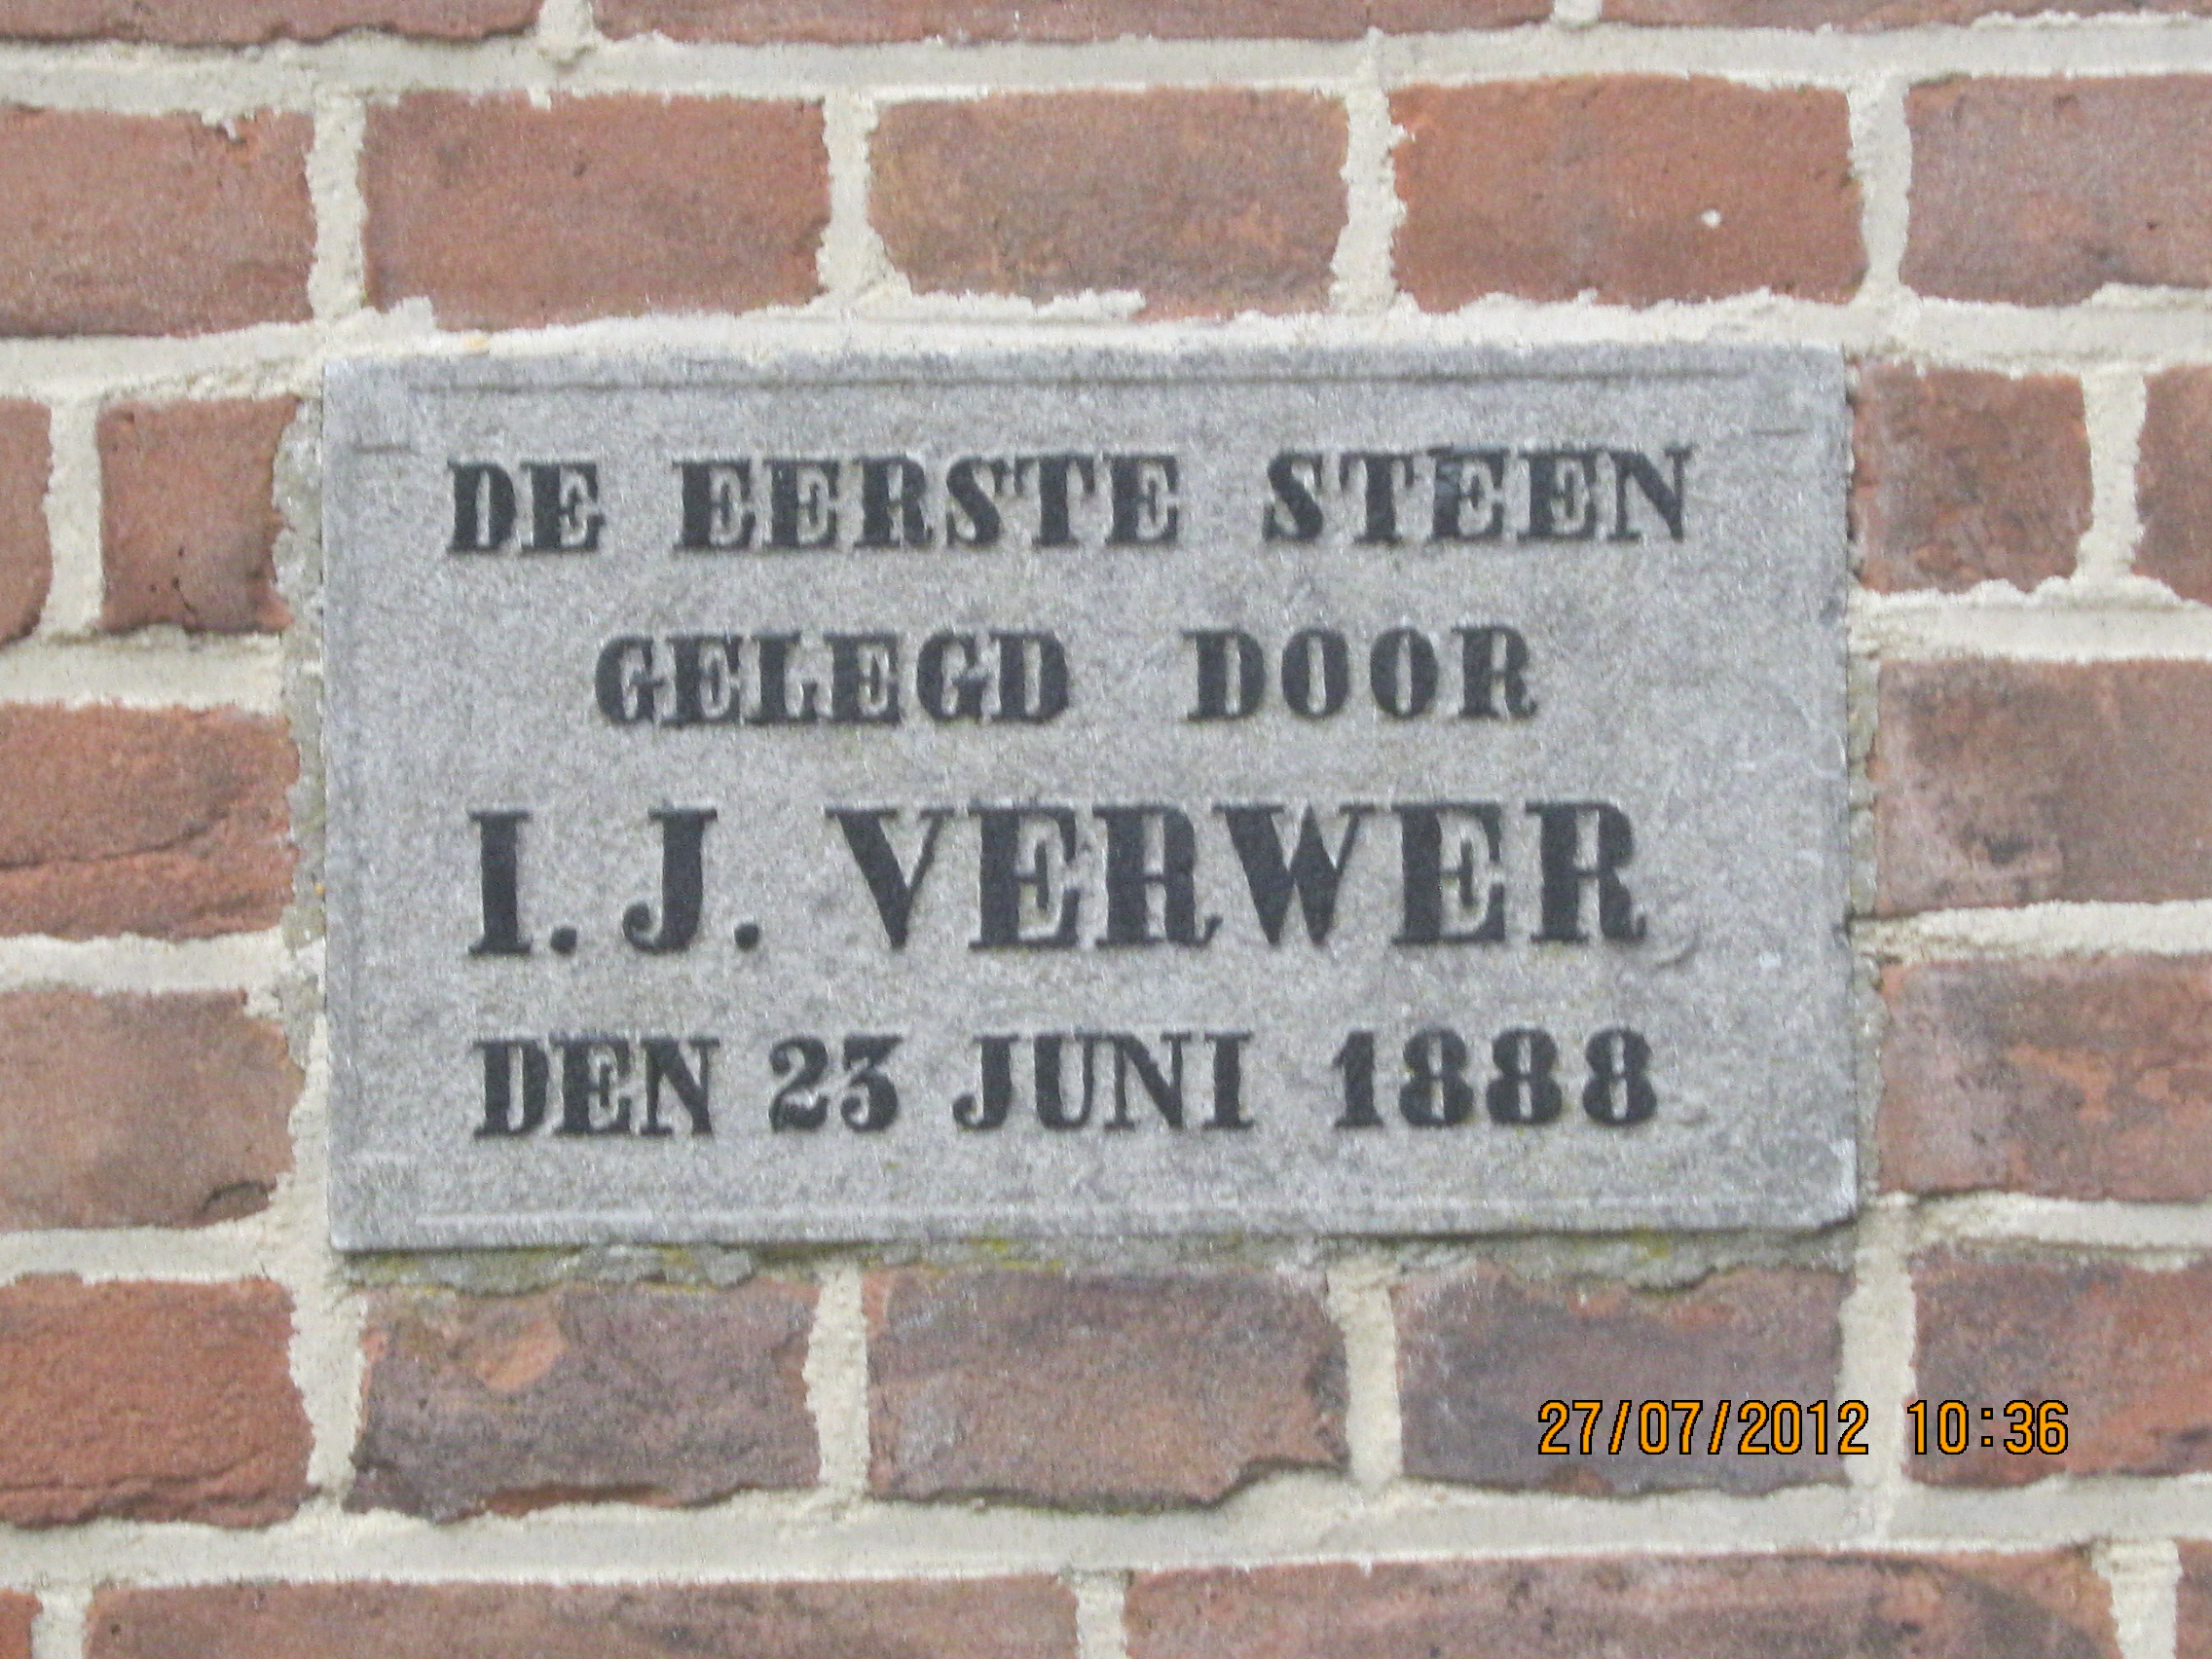 DE EERSTE STEEN
GELEGD DOOR
I. J. VERWER
DEN 23 JUNI 1888
27/07/2012 10:36